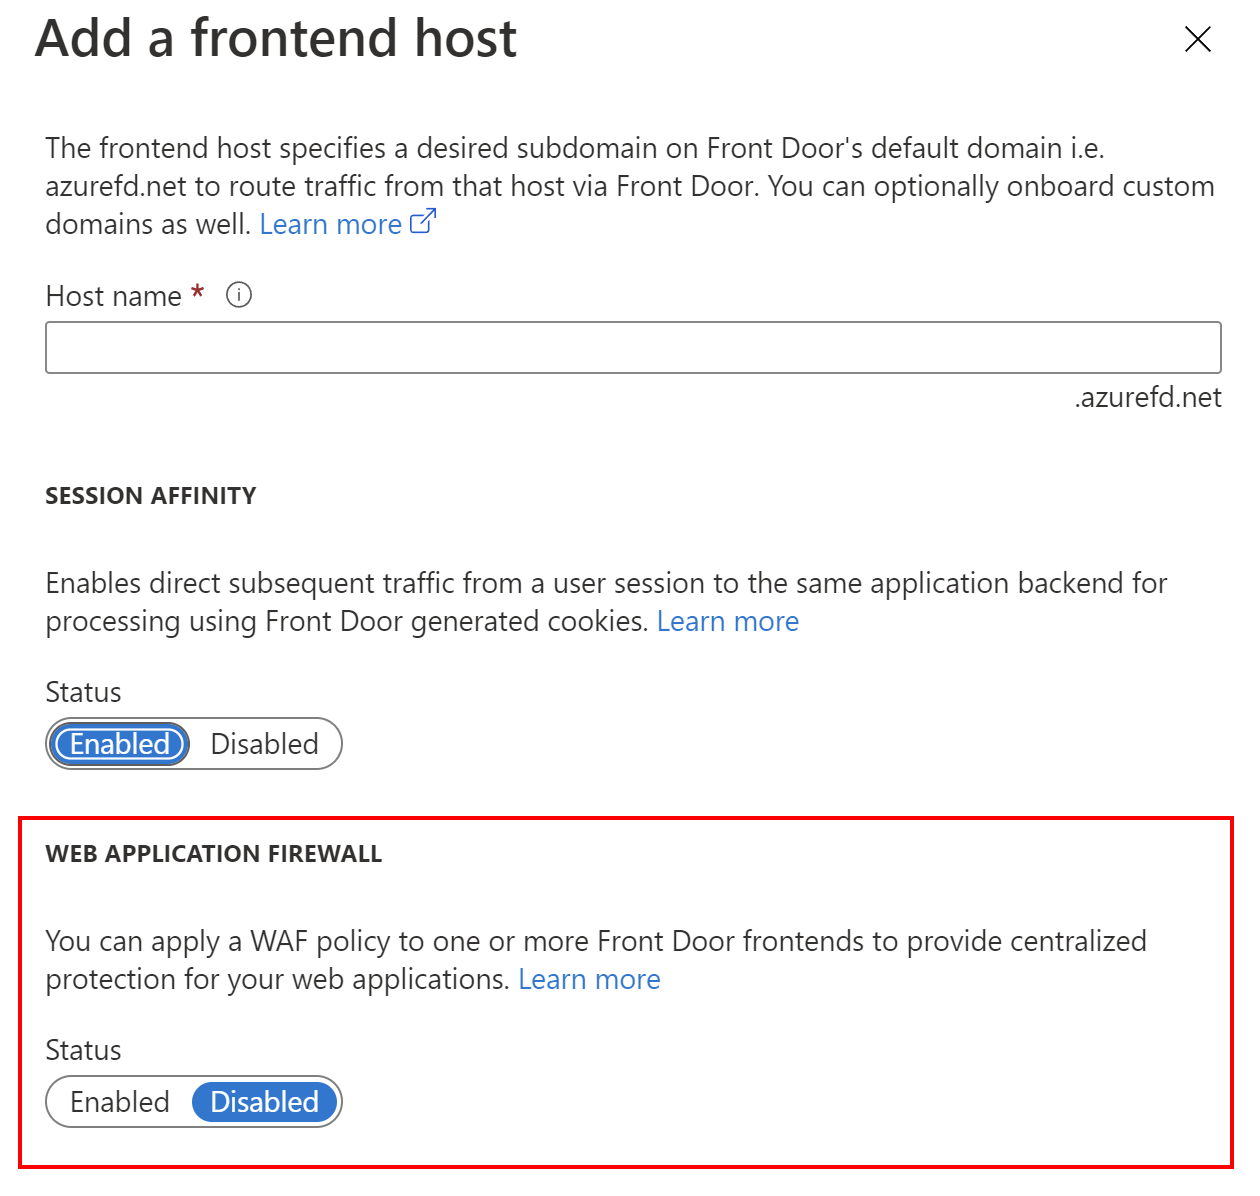 Add a frontend host
The frontend host specifies a desired subdomain on Front Door's default domain i.e.
azurefd.net to route traffic from that host via Front Door. You can optionally onboard custom
domains as well. Learn more
Host name *
.azurefd.net
SESSION AFFINITY
Enables direct subsequent traffic from a user session to the same application backend for
processing using Front Door generated cookies. Learn more
Status
Enabled Disabled
WEB APPLICATION FIREWALL
You can apply a WAF policy to one or more Front Door frontends to provide centralized
protection for your web applications. Learn more
Status
Enabled Disabled